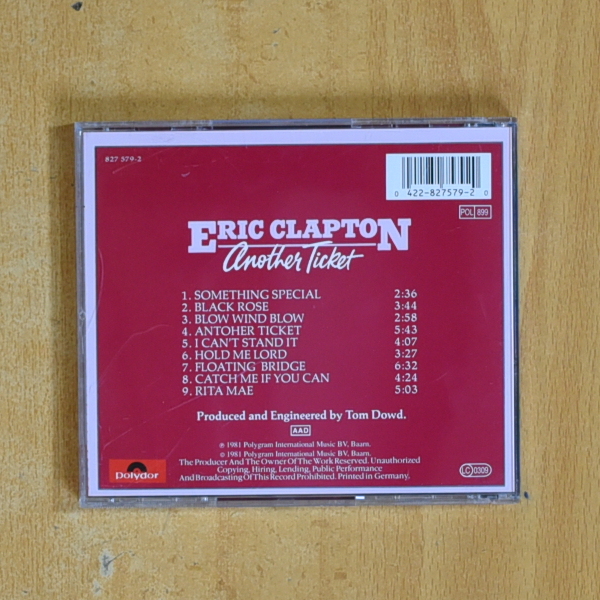 827 579-2
0 422-827579-2 0
POL 899
ERIC CLAPTON
Another Ticket
1. SOMETHING SPECIAL 2:36
2. BLACK ROSE 3:44
3. BLOW WIND BLOW 2:58
4. ANTOHER TICKET 5:43
5. I CAN'T STAND IT 4:07
6. HOLD ME LORD 3:27
7. FLOATING BRIDGE 6:32
8. CATCH ME IF YOU CAN 4:24
9. RITA MAE 5:03
Produced and Engineered by Tom Dowd.
AAD
℗ 1981 Polygram International Music BV, Baarn.
© 1981 Polygram International Music BV, Baarn.
The Producer And The Owner Of The Work Reserved. Unauthorized
Copying, Hiring, Lending, Public Performance
And Broadcasting Of This Record Prohibited. Printed in Germany.
polydor
LC 0309